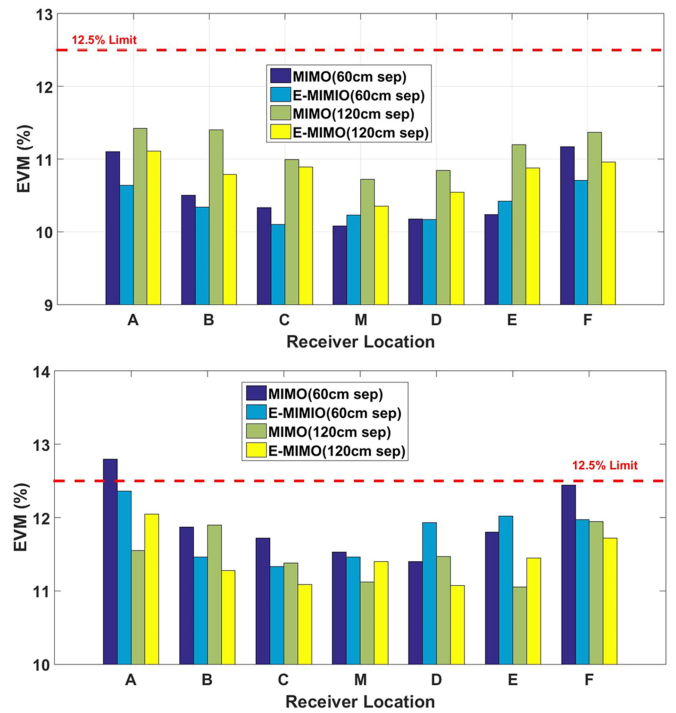 13
12.5% Limit
12
MIMO(60cm sep)
E-MIMIO(60cm sep)
MIMO(120cm sep)
E-MIMO(120cm sep)
11
10
9
EVM (%)
A B C M D E F
Receiver Location
14
MIMO(60cm sep)
E-MIMIO(60cm sep)
MIMO(120cm sep)
E-MIMO(120cm sep)
13
12.5% Limit
12
11
10
EVM (%)
A B C M D E F
Receiver Location